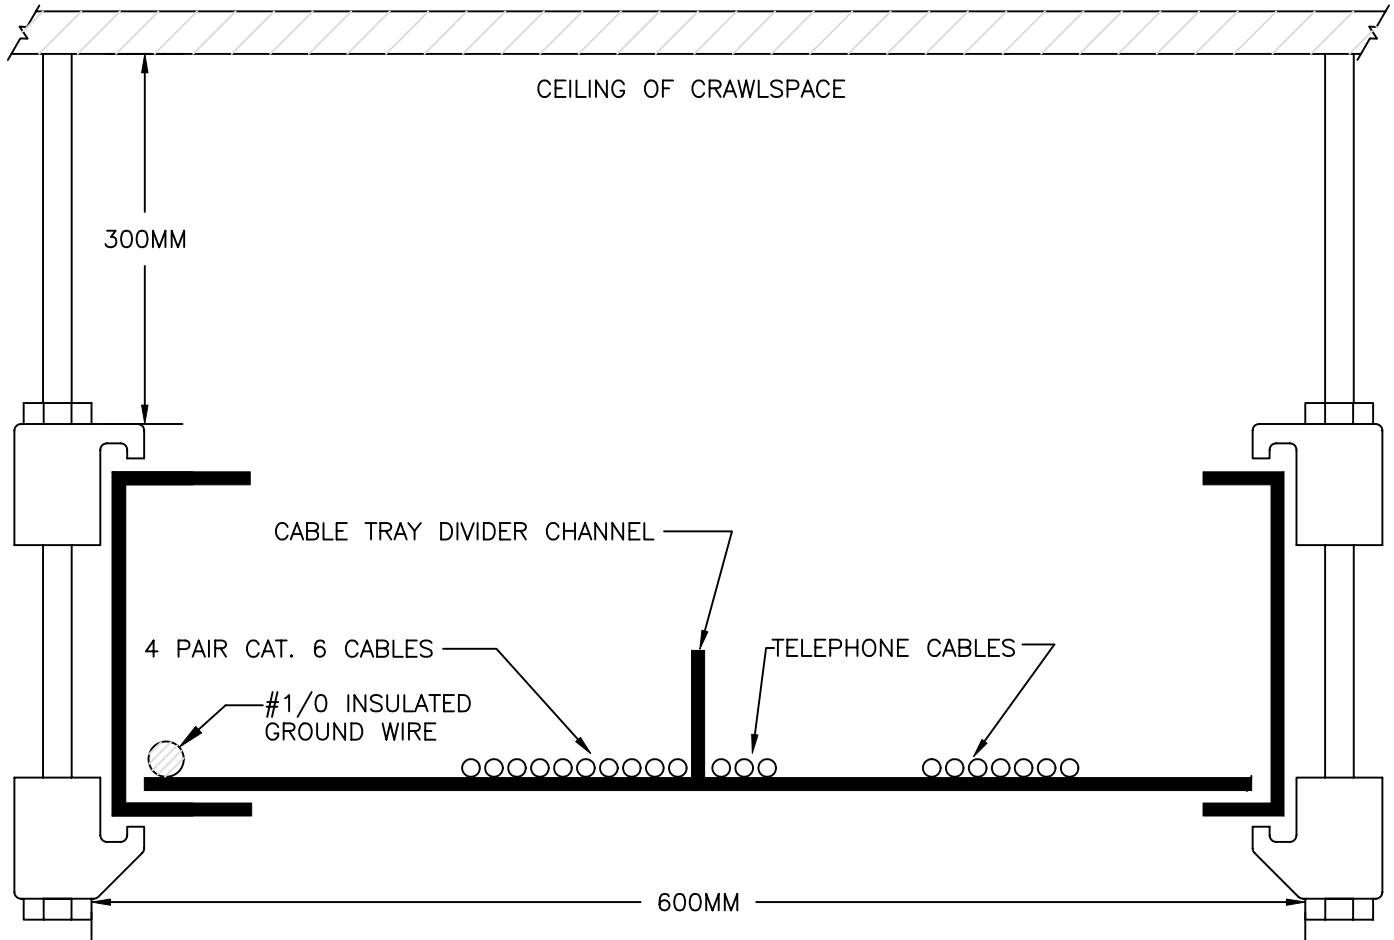 CEILING OF CRAWLSPACE
300MM
CABLE TRAY DIVIDER CHANNEL
4 PAIR CAT. 6 CABLES
TELEPHONE CABLES
#1/0 INSULATED
GROUND WIRE
600MM